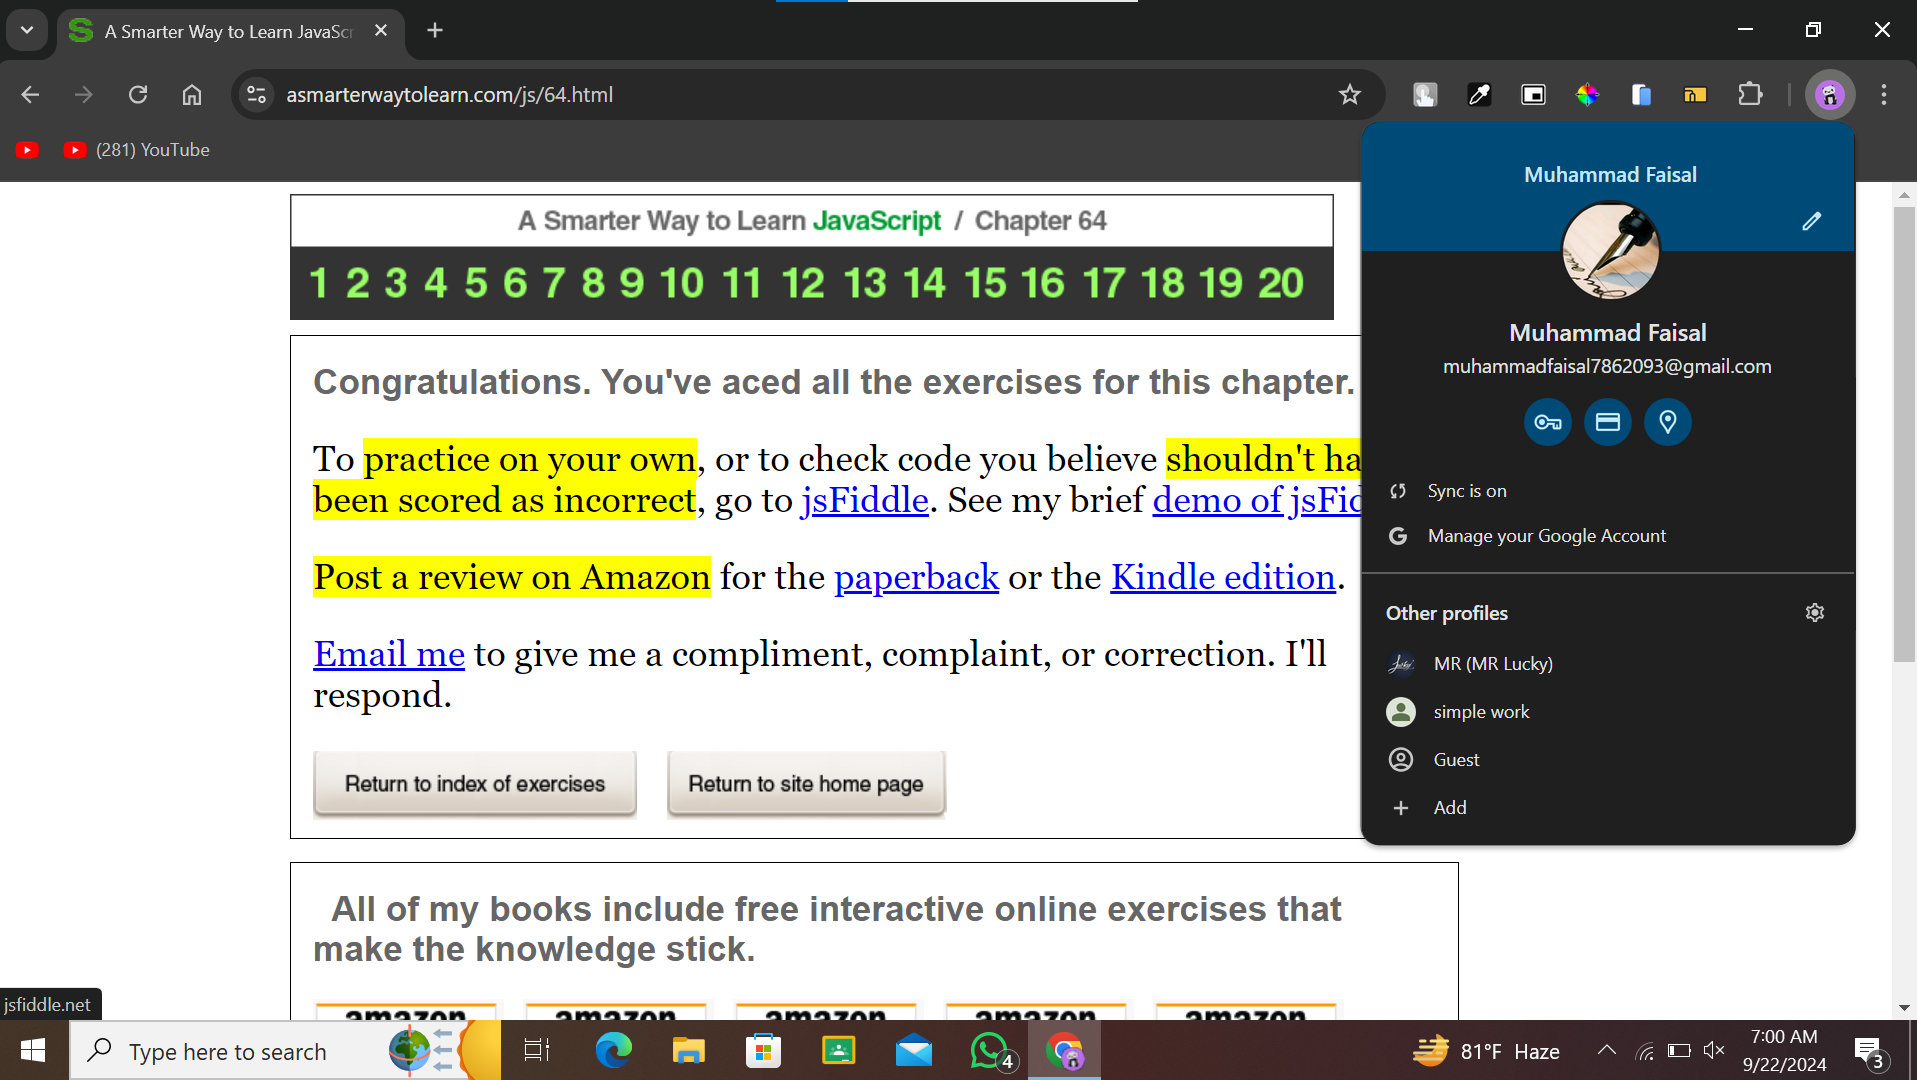 A Smarter Way to Learn JavaScr
asmarterwaytolearn.com/js/64.html
(281) YouTube
A Smarter Way to Learn JavaScript / Chapter 64
1 2 3 4 5 6 7 8 9 10 11 12 13 14 15 16 17 18 19 20
Congratulations. You've aced all the exercises for this chapter.
To practice on your own, or to check code you believe shouldn't ha
been scored as incorrect, go to jsFiddle. See my brief demo of jsFid
Post a review on Amazon for the paperback or the Kindle edition.
Email me to give me a compliment, complaint, or correction. I'll
respond.
Return to index of exercises Return to site home page
All of my books include free interactive online exercises that
make the knowledge stick.
amazon amazon amazon amazon amazon
Muhammad Faisal
Muhammad Faisal
muhammadfaisal7862093@gmail.com
Sync is on
Manage your Google Account
Other profiles
MR (MR Lucky)
simple work
Guest
Add
jsfiddle.net
Type here to search
4
81°F Haze
7:00 AM
9/22/2024
3